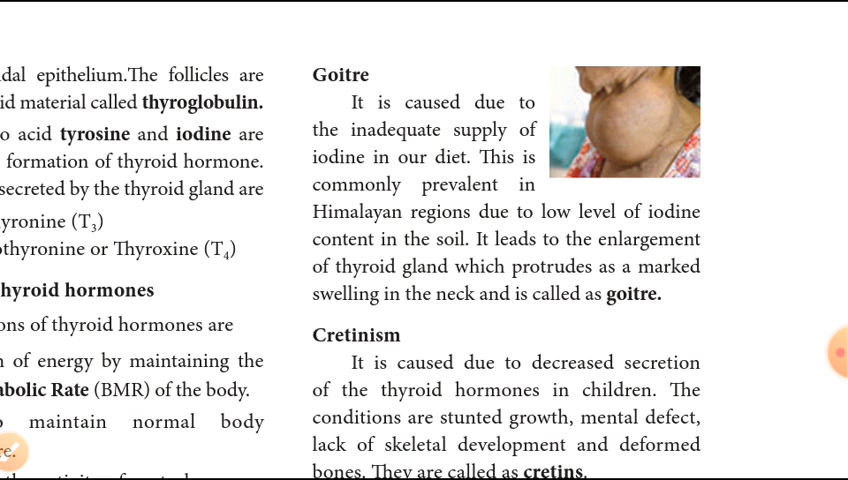 dal epithelium.The follicles are
id material called thyroglobulin.
o acid tyrosine and iodine are
formation of thyroid hormone.
secreted by the thyroid gland are
yronine (T3)
othyronine or Thyroxine (T4)
hyroid hormones
ons of thyroid hormones are
n of energy by maintaining the
abolic Rate (BMR) of the body.
o maintain normal body
re.
Goitre
It is caused due to
the inadequate supply of
iodine in our diet. This is
commonly prevalent in
Himalayan regions due to low level of iodine
content in the soil. It leads to the enlargement
of thyroid gland which protrudes as a marked
swelling in the neck and is called as goitre.
Cretinism
It is caused due to decreased secretion
of the thyroid hormones in children. The
conditions are stunted growth, mental defect,
lack of skeletal development and deformed
bones. They are called as cretins.